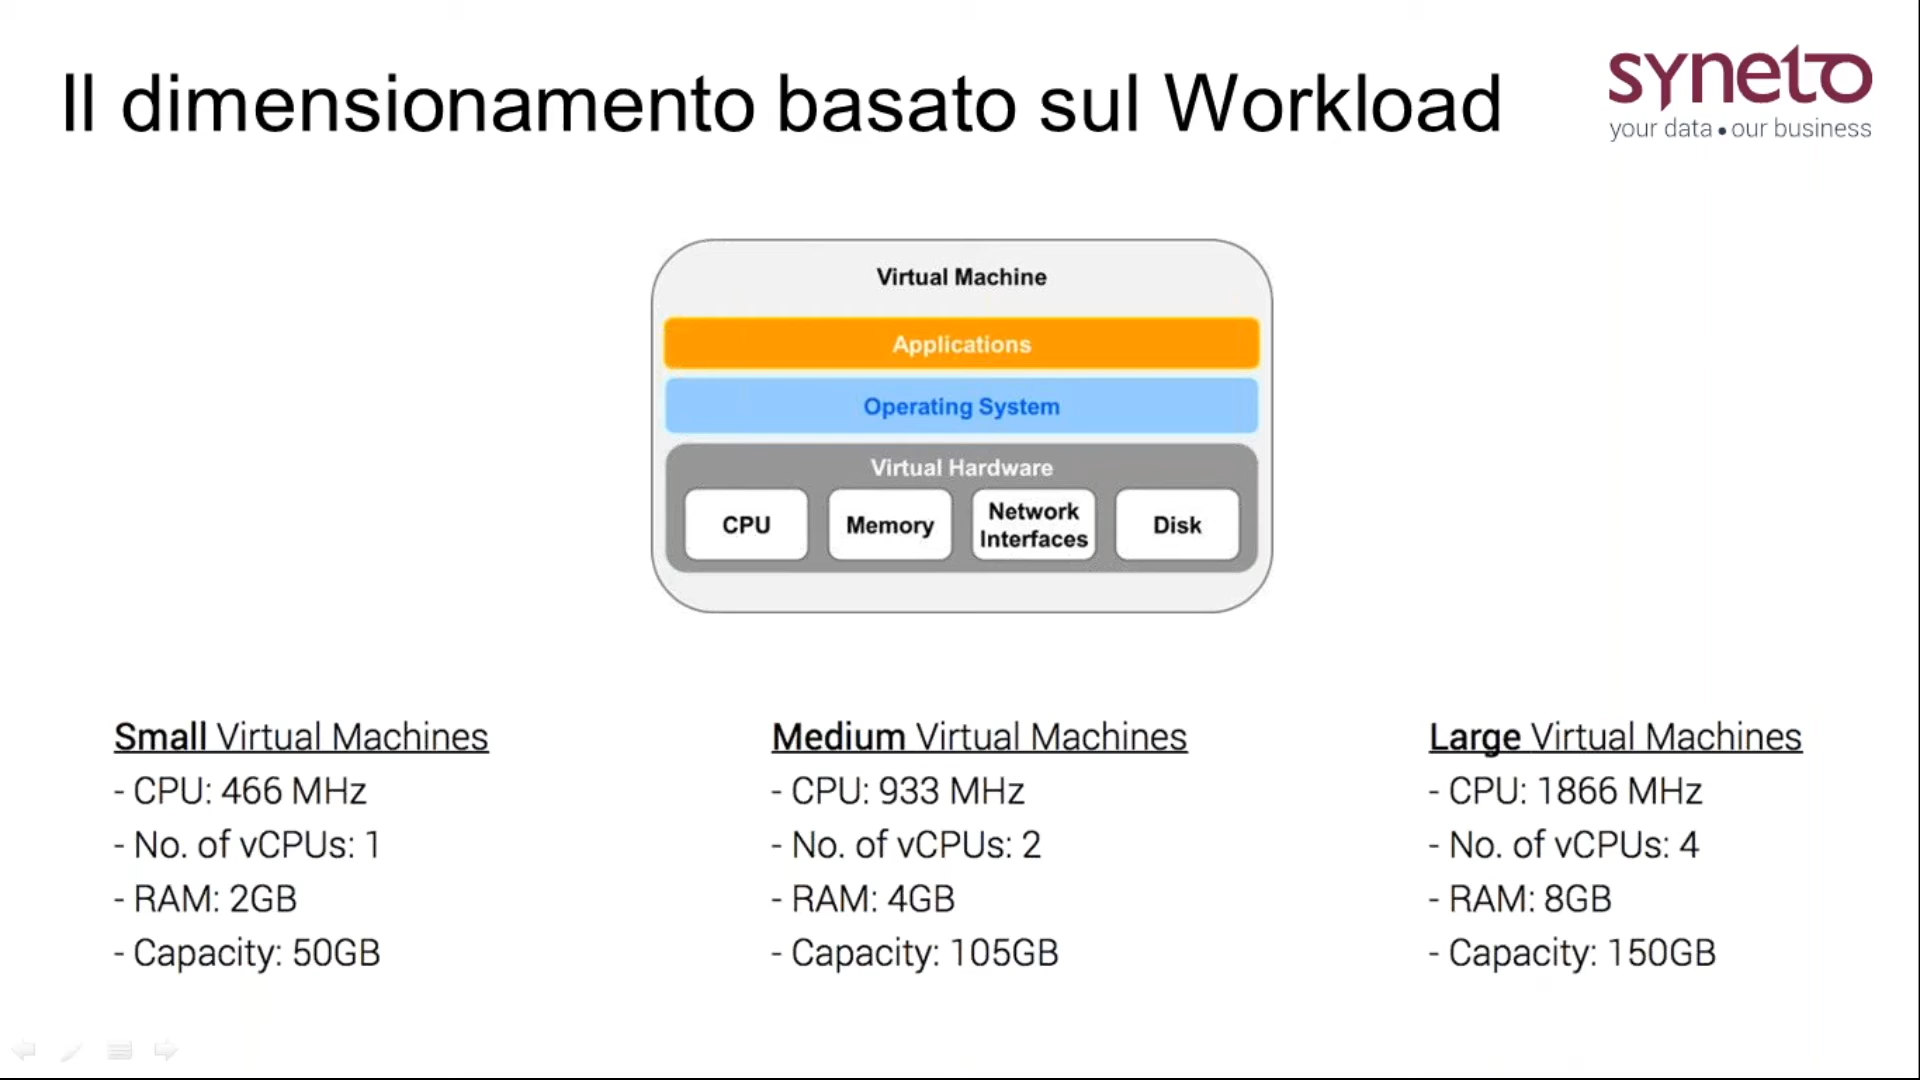 Il dimensionamento basato sul Workload
syneto
your data • our business
Virtual Machine
Applications
Operating System
Virtual Hardware
CPU
Memory
Network
Interfaces
Disk
Small Virtual Machines
- CPU: 466 MHz
- No. of vCPUs: 1
- RAM: 2GB
- Capacity: 50GB
Medium Virtual Machines
- CPU: 933 MHz
- No. of vCPUs: 2
- RAM: 4GB
- Capacity: 105GB
Large Virtual Machines
- CPU: 1866 MHz
- No. of vCPUs: 4
- RAM: 8GB
- Capacity: 150GB